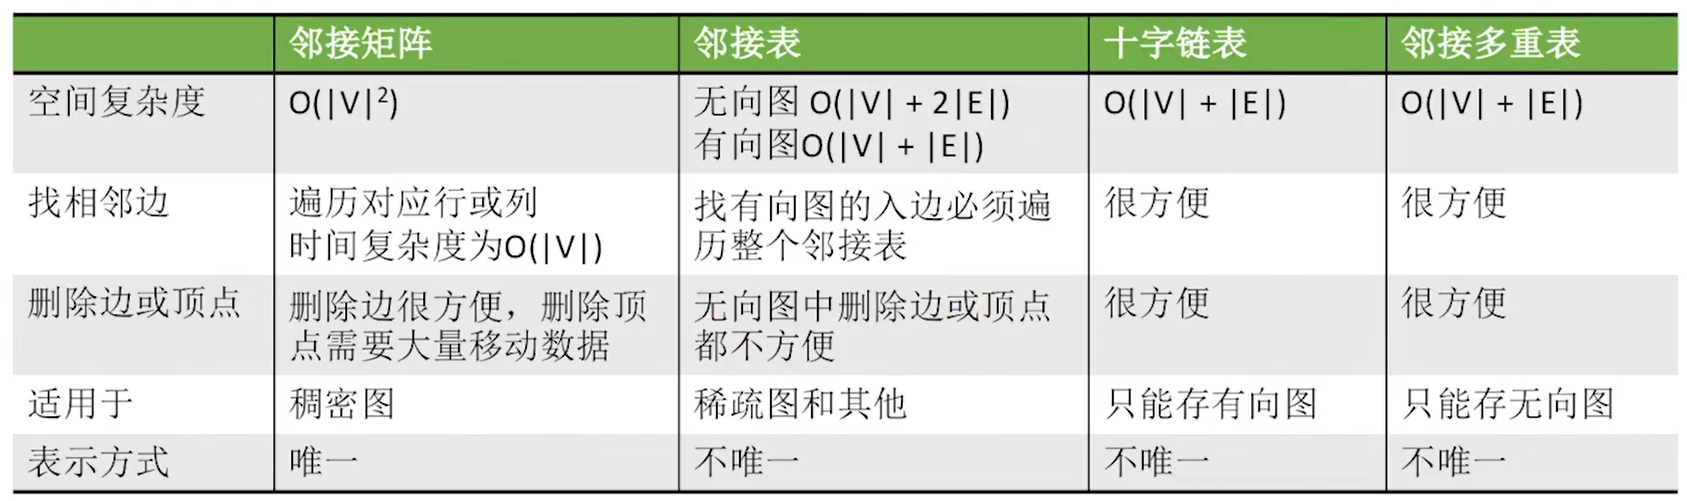 邻接矩阵 邻接表 十字链表 邻接多重表
空间复杂度 O(|V|²) 无向图 O(|V| + 2|E|) O(|V| + |E|) O(|V| + |E|)
有向图O(|V| + |E|)
找相邻边 遍历对应行或列 找有向图的入边必须遍 很方便 很方便
时间复杂度为O(|V|) 历整个邻接表
删除边或顶点 删除边很方便，删除顶 无向图中删除边或顶点 很方便 很方便
点需要大量移动数据 都不方便
适用于 稠密图 稀疏图和其他 只能存有向图 只能存无向图
表示方式 唯一 不唯一 不唯一 不唯一